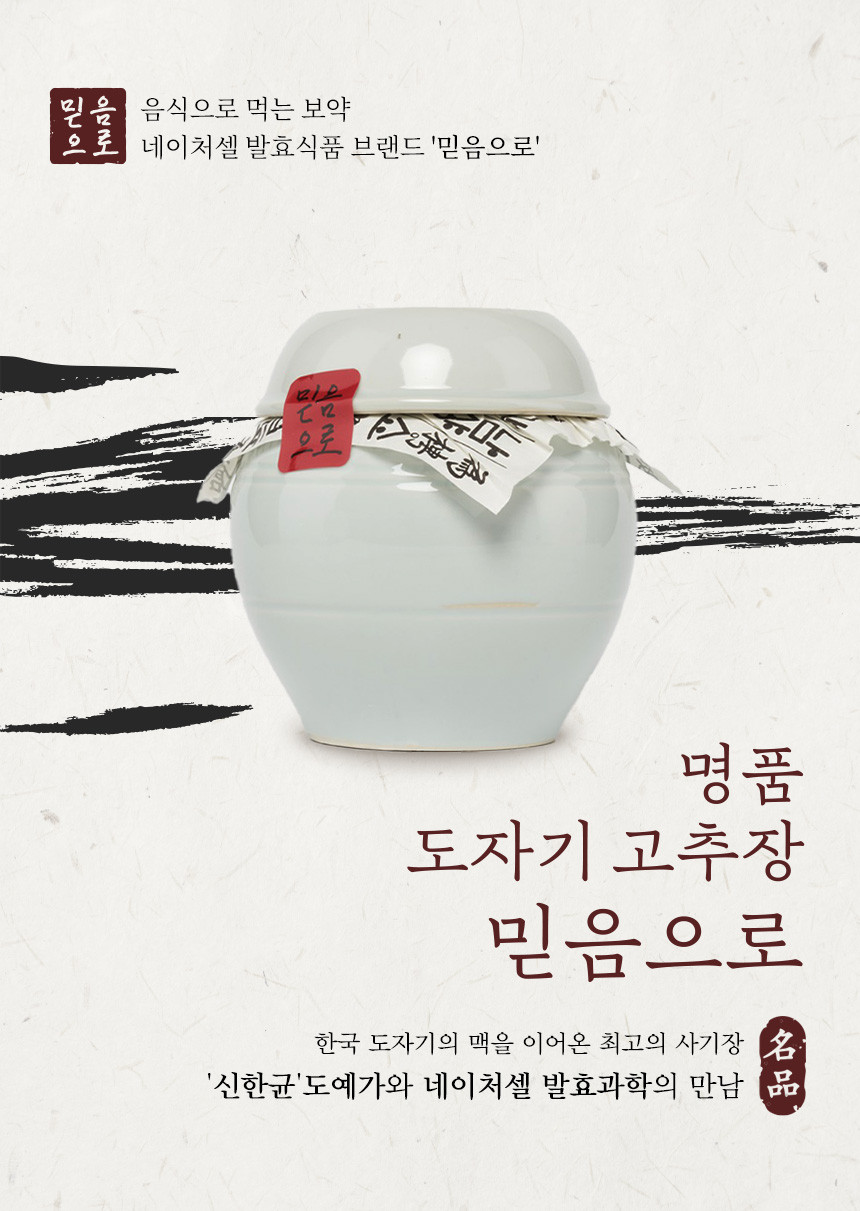 믿음
으로
음식으로 먹는 보약
네이처셀 발효식품 브랜드 '믿음으로'
믿음
으로
명품
도자기 고추장
믿음으로
한국 도자기의 맥을 이어온 최고의 사기장
'신한균'도예가와 네이처셀 발효과학의 만남
名
品